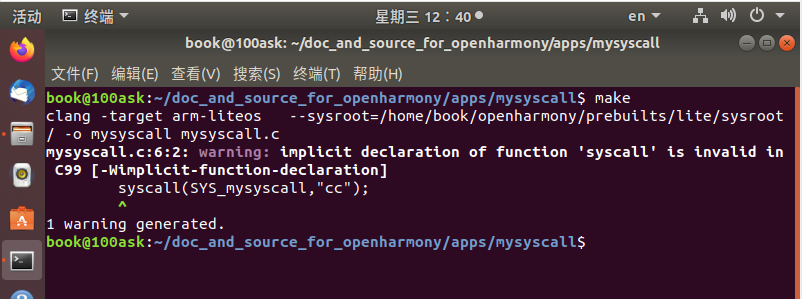 活动 终端 星期三 12：40 en
book@100ask: ~/doc_and_source_for_openharmony/apps/mysyscall
文件(F) 编辑(E) 查看(V) 搜索(S) 终端(T) 帮助(H)
book@100ask:~/doc_and_source_for_openharmony/apps/mysyscall$ make
clang -target arm-liteos   --sysroot=/home/book/openharmony/prebuilts/lite/sysroot
/ -o mysyscall mysyscall.c
mysyscall.c:6:2: warning: implicit declaration of function 'syscall' is invalid in
 C99 [-Wimplicit-function-declaration]
        syscall(SYS_mysyscall,"cc");
        ^
1 warning generated.
book@100ask:~/doc_and_source_for_openharmony/apps/mysyscall$